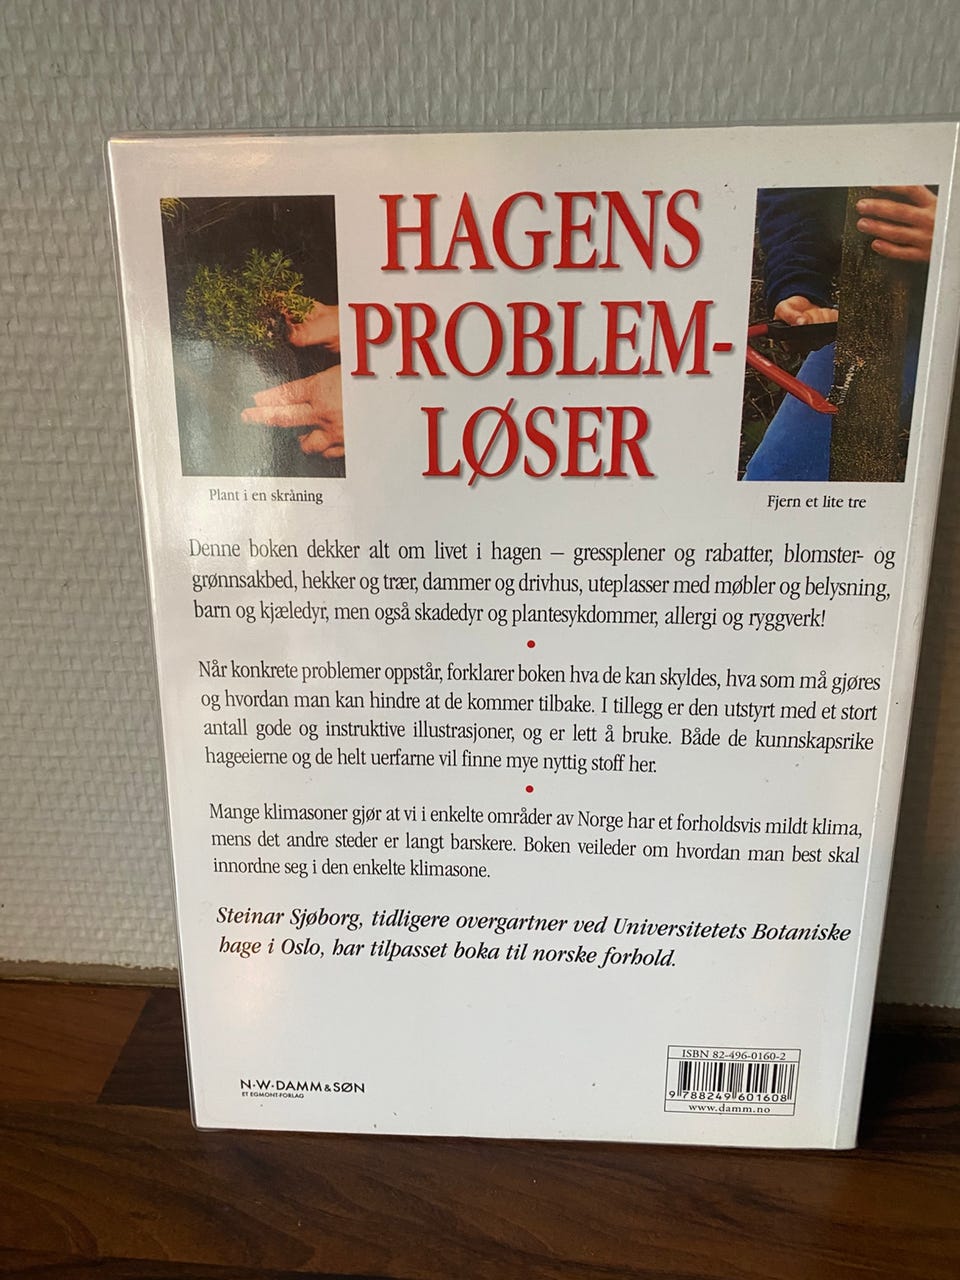 HAGENS
PROBLEM-
LØSER
Plant i en skråning
Fjern et lite tre
Denne boken dekker alt om livet i hagen – gressplener og rabatter, blomster- og
grønnsakbed, hekker og trær, dammer og drivhus, uteplasser med møbler og belysning,
barn og kjæledyr, men også skadedyr og plantesykdommer, allergi og ryggverk!
•
Når konkrete problemer oppstår, forklarer boken hva de kan skyldes, hva som må gjøres
og hvordan man kan hindre at de kommer tilbake. I tillegg er den utstyrt med et stort
antall gode og instruktive illustrasjoner, og er lett å bruke. Både de kunnskapsrike
hageeierne og de helt uerfarne vil finne mye nyttig stoff her.
•
Mange klimasoner gjør at vi i enkelte områder av Norge har et forholdsvis mildt klima,
mens det andre steder er langt barskere. Boken veileder om hvordan man best skal
innordne seg i den enkelte klimasone.
Steinar Sjøborg, tidligere overgartner ved Universitetets Botaniske
hage i Oslo, har tilpasset boka til norske forhold.
N·W·DAMM & SØN
ET EGMONT-FORLAG
ISBN 82-496-0160-2
9 788249 601608
www.damm.no